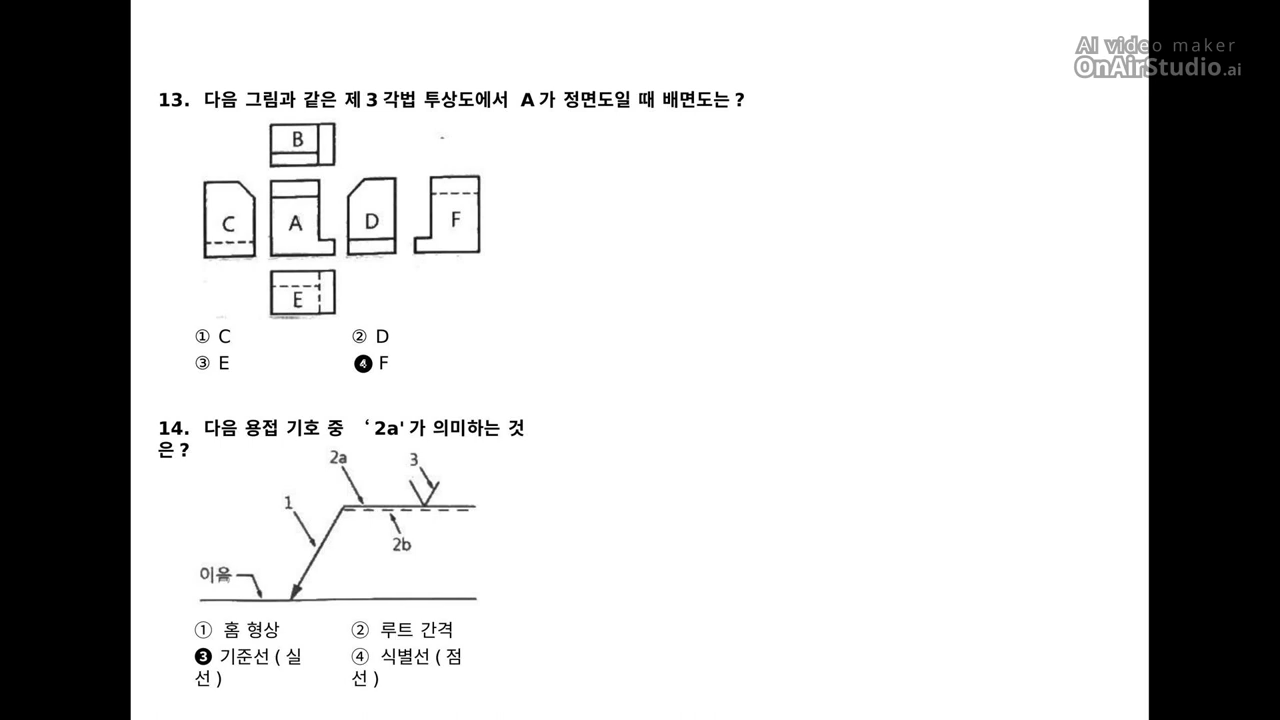 AI video maker
OnAirStudio.ai
13. 다음 그림과 같은 제3각법 투상도에서 A가 정면도일 때 배면도는?
B
C A D F
E
① C ② D
③ E ❹ F
14. 다음 용접 기호 중 ‘2a'가 의미하는 것
은?
2a 3
1
2b
이음
① 홈 형상 ② 루트 간격
❸ 기준선(실 ④ 식별선(점
선) 선)